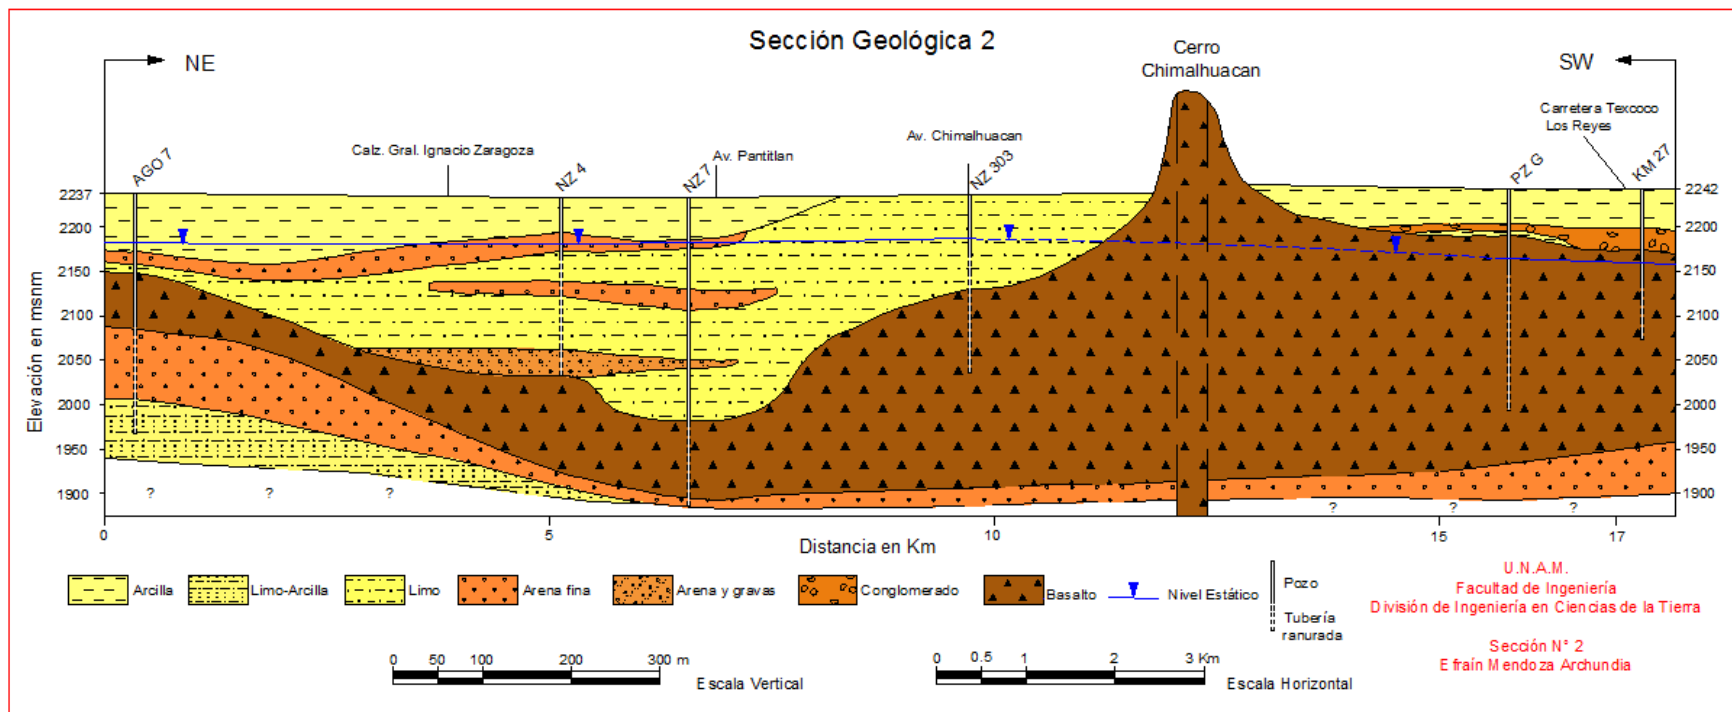 Sección Geológica 2
Cerro
Chimalhuacan
NE
SW
Carretera Texcoco
Los Reyes
Av. Chimalhuacan
Calz. Gral. Ignacio Zaragoza
Av. Pantitlan
AGO 7
NZ 4
NZ 7
NZ 303
PZ G
KM 27
Elevación en msnm
2237
2200
2150
2100
2050
2000
1950
1900
2242
2200
2150
2100
2050
2000
1950
1900
? ? ? ? ? ?
0 5 10 15 17
Distancia en Km
Arcilla
Limo-Arcilla
Limo
Arena fina
Arena y gravas
Conglomerado
Basalto
Nivel Estático
Pozo
Tubería
ranurada
U.N.A.M.
Facultad de Ingeniería
División de Ingeniería en Ciencias de la Tierra
Sección N° 2
Efraín Mendoza Archundia
0 50 100 200 300 m
Escala Vertical
0 0.5 1 2 3 Km
Escala Horizontal